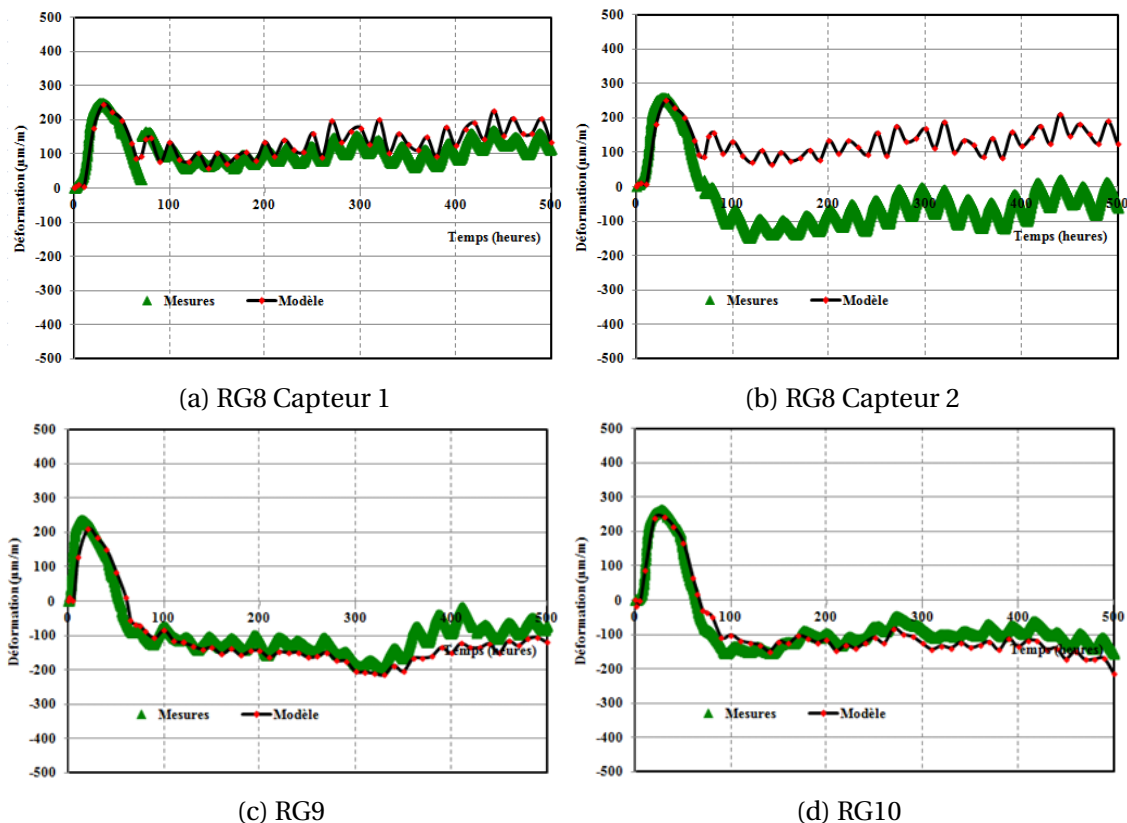 500
400
300
200
100
0
-100
-200
-300
-400
-500
Déformation (µm/m)
0 100 200 300 400 500
Temps (heures)
Mesures Modèle
(a) RG8 Capteur 1
500
400
300
200
100
0
-100
-200
-300
-400
-500
Déformation (µm/m)
0 100 200 300 400 500
Temps (heures)
Mesures Modèle
(b) RG8 Capteur 2
500
400
300
200
100
0
-100
-200
-300
-400
-500
Déformation (µm/m)
0 100 200 300 400 500
Temps (heures)
Mesures Modèle
(c) RG9
500
400
300
200
100
0
-100
-200
-300
-400
-500
Déformation (µm/m)
0 100 200 300 400 500
Temps (heures)
Mesures Modèle
(d) RG10